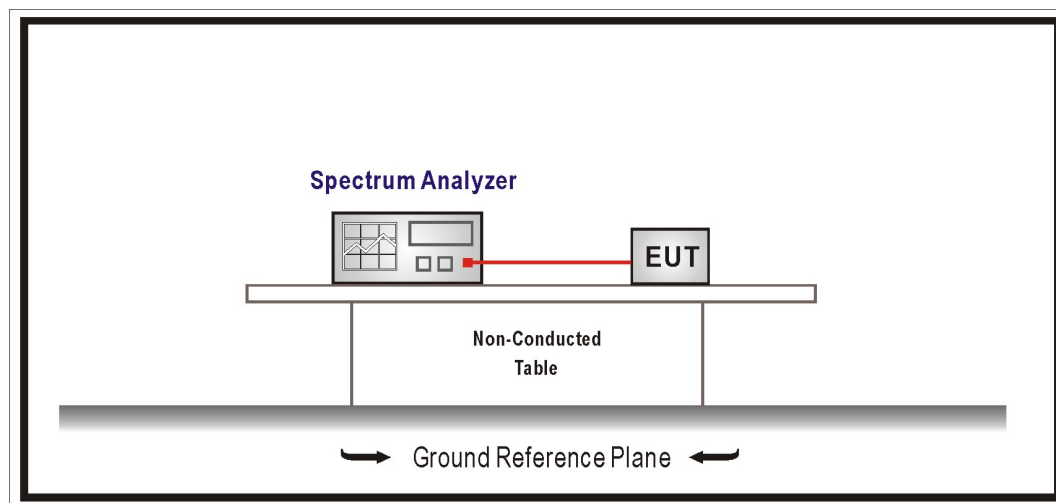 Spectrum Analyzer
EUT
Non-Conducted
Table
Ground Reference Plane